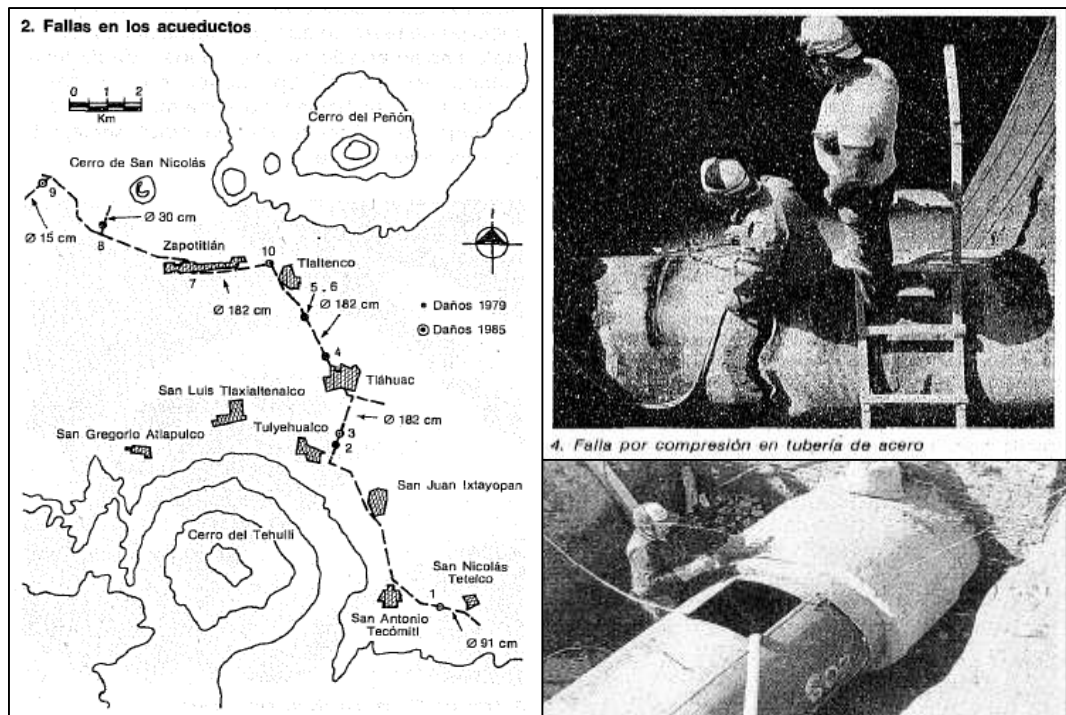 2. Fallas en los acueductos
0 1 2
Km
Cerro del Peñón
Cerro de San Nicolás
9
Ø 30 cm
Ø 15 cm
8
Zapotitlán
10
Tlaltenco
7
5, 6
Ø 182 cm
Ø 182 cm
Daños 1979
Daños 1985
4
Tláhuac
San Luis Tlaxialtenalco
Ø 182 cm
Tulyehualco
3
San Gregorio Atlapulco
2
San Juan Ixtayopan
Cerro del Tehulli
San Nicolás
Tetelco
1
San Antonio
Tecómitl
Ø 91 cm
4. Falla por compresión en tubería de acero